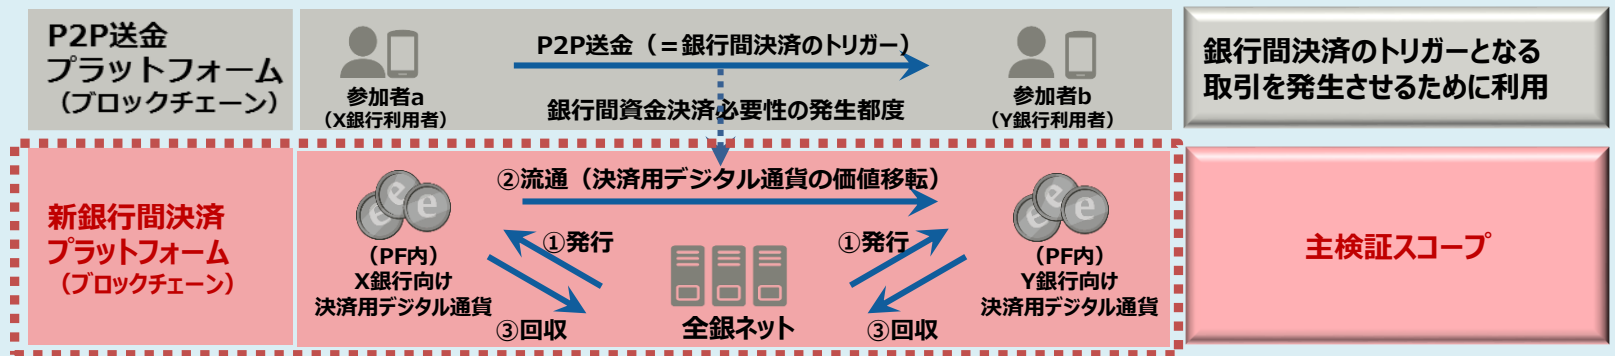 P2P送金
プラットフォーム
（ブロックチェーン）
P2P送金（＝銀行間決済のトリガー）
参加者a
（X銀行利用者）
銀行間資金決済必要性の発生都度
参加者b
（Y銀行利用者）
銀行間決済のトリガーとなる
取引を発生させるために利用
新銀行間決済
プラットフォーム
（ブロックチェーン）
②流通（決済用デジタル通貨の価値移転）
e e e
（PF内）
X銀行向け
決済用デジタル通貨
①発行
③回収
全銀ネット
①発行
③回収
e e e
（PF内）
Y銀行向け
決済用デジタル通貨
主検証スコープ